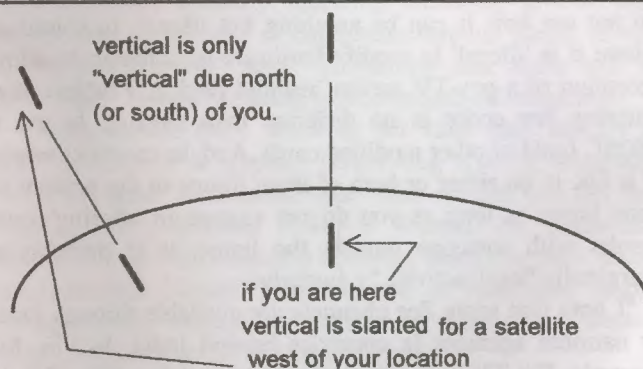 vertical is only
"vertical" due north
(or south) of you.
if you are here
vertical is slanted for a satellite
west of your location